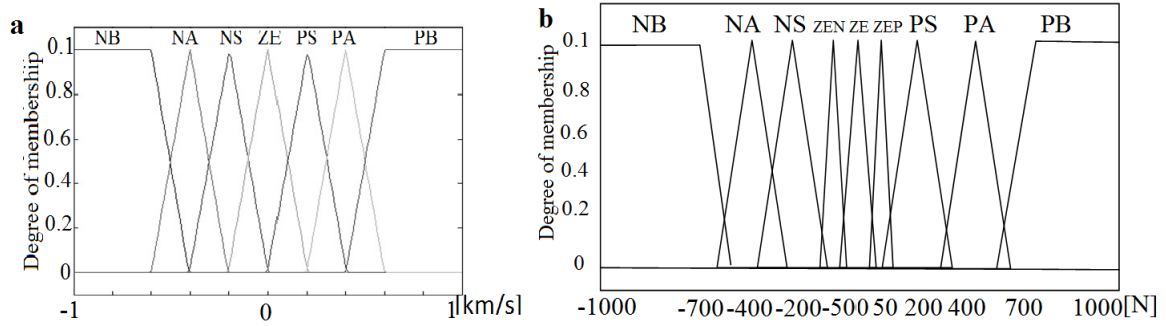 a
NB NA NS ZE PS PA PB
Degree of membership
0.1
0.8
0.6
0.4
0.2
0
-1 0 1 [km/s]
b
NB NA NS ZEN ZE ZEP PS PA PB
Degree of membership
0.1
0.8
0.6
0.4
0.2
0
-1000 -700 -400 -200 -500 50 200 400 700 1000 [N]